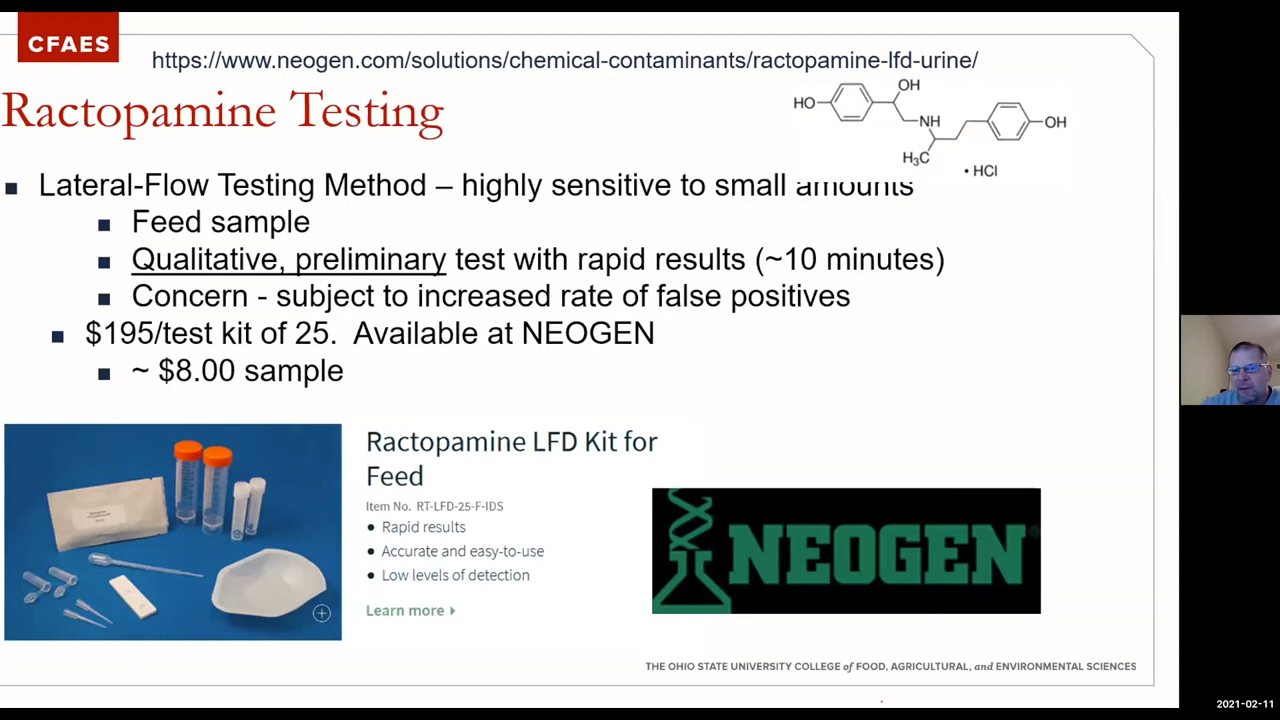 CFAES
https://www.neogen.com/solutions/chemical-contaminants/ractopamine-lfd-urine/
Ractopamine Testing
HO
OH
NH
OH
H₃C
• HCl
▪ Lateral-Flow Testing Method – highly sensitive to small amounts
▪ Feed sample
▪ Qualitative, preliminary test with rapid results (~10 minutes)
▪ Concern - subject to increased rate of false positives
▪ $195/test kit of 25. Available at NEOGEN
▪ ~ $8.00 sample
Ractopamine LFD Kit for
Feed
Item No. RT-LFD-25-F-IDS
• Rapid results
• Accurate and easy-to-use
• Low levels of detection
Learn more
NEOGEN
THE OHIO STATE UNIVERSITY COLLEGE of FOOD, AGRICULTURAL, and ENVIRONMENTAL SCIENCES
2021-02-11